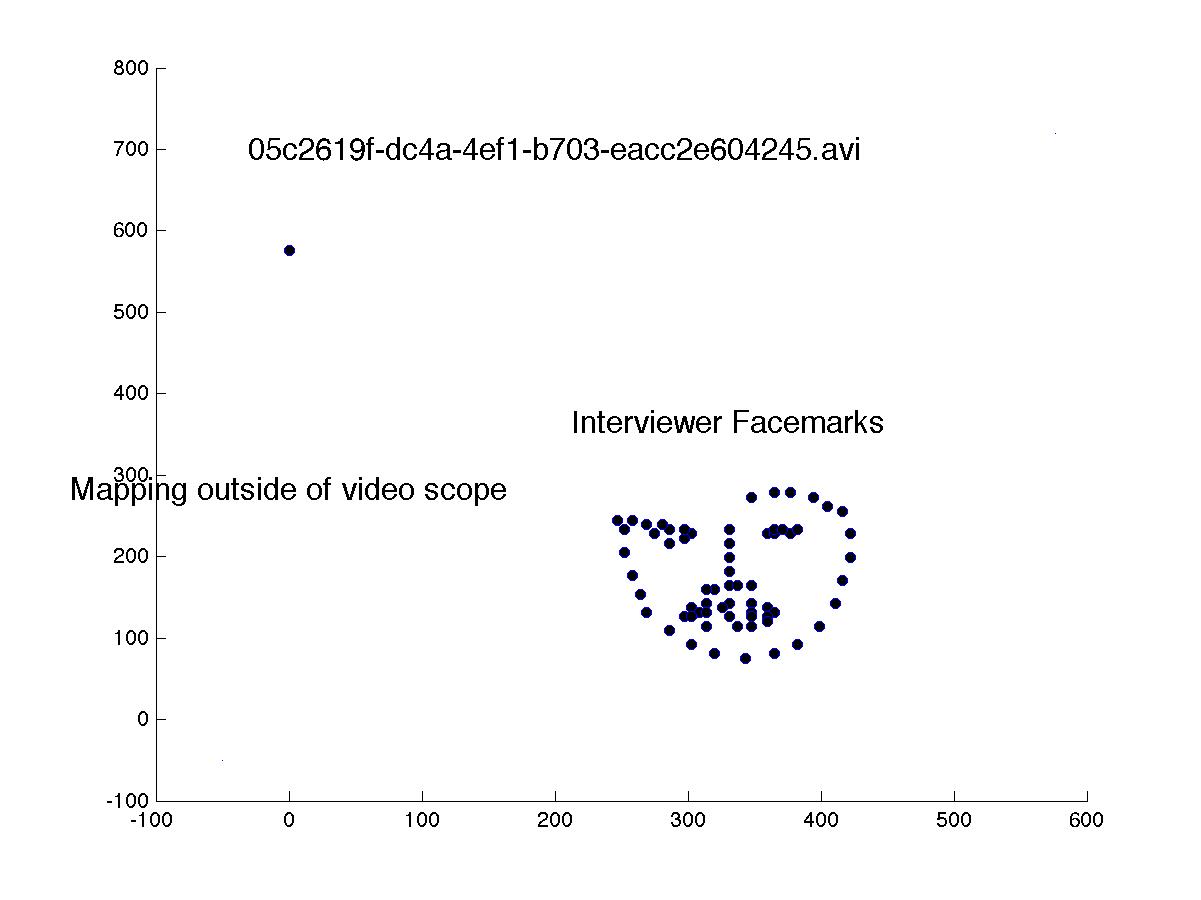 800
700
05c2619f-dc4a-4ef1-b703-eacc2e604245.avi
600
500
400
Interviewer Facemarks
300
Mapping outside of video scope
200
100
0
-100
-100 0 100 200 300 400 500 600